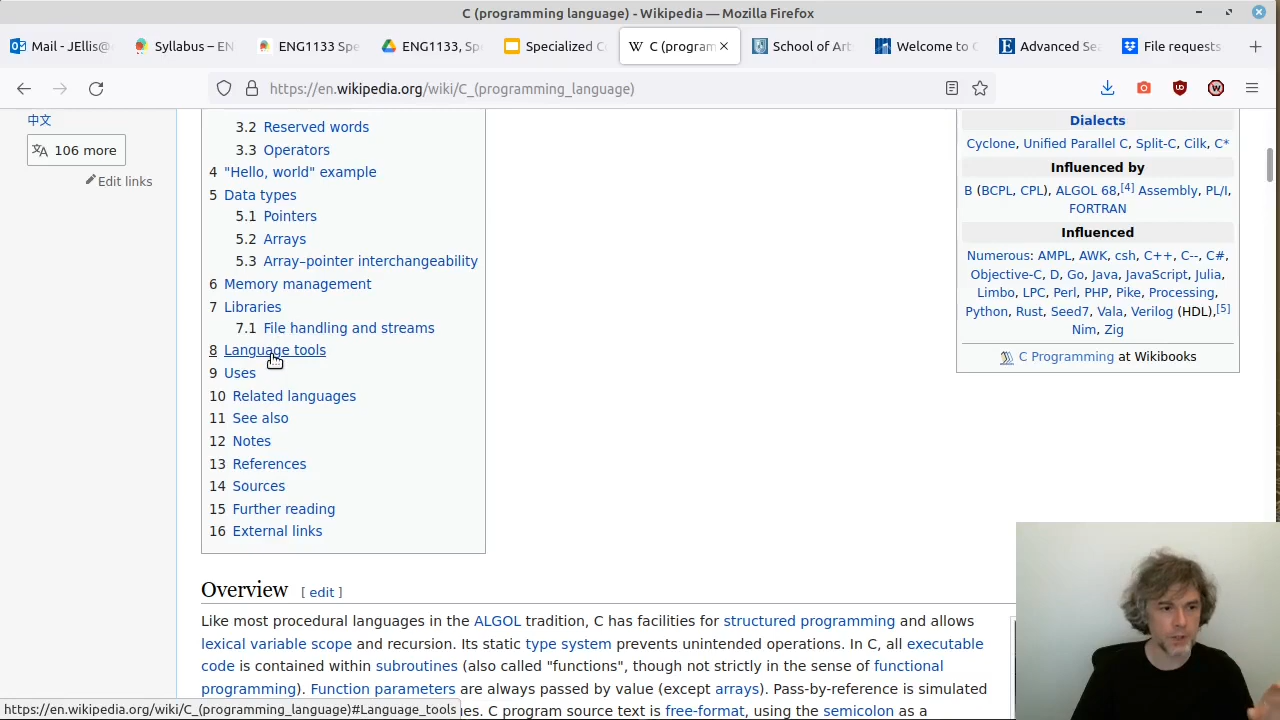 C (programming language) - Wikipedia — Mozilla Firefox
Mail - JEllis@
Syllabus – EN
ENG1133 Spe
ENG1133, Sp
Specialized C
C (program
School of Art
Welcome to C
Advanced Sea
File requests
https://en.wikipedia.org/wiki/C_(programming_language)
中文
106 more
Edit links
3.2 Reserved words
3.3 Operators
4 "Hello, world" example
5 Data types
5.1 Pointers
5.2 Arrays
5.3 Array–pointer interchangeability
6 Memory management
7 Libraries
7.1 File handling and streams
8 Language tools
9 Uses
10 Related languages
11 See also
12 Notes
13 References
14 Sources
15 Further reading
16 External links
Dialects
Cyclone, Unified Parallel C, Split-C, Cilk, C*
Influenced by
B (BCPL, CPL), ALGOL 68,[4] Assembly, PL/I,
FORTRAN
Influenced
Numerous: AMPL, AWK, csh, C++, C--, C#,
Objective-C, D, Go, Java, JavaScript, Julia,
Limbo, LPC, Perl, PHP, Pike, Processing,
Python, Rust, Seed7, Vala, Verilog (HDL),[5]
Nim, Zig
C Programming at Wikibooks
Overview [ edit ]
Like most procedural languages in the ALGOL tradition, C has facilities for structured programming and allows
lexical variable scope and recursion. Its static type system prevents unintended operations. In C, all executable
code is contained within subroutines (also called "functions", though not strictly in the sense of functional
programming). Function parameters are always passed by value (except arrays). Pass-by-reference is simulated
es. C program source text is free-format, using the semicolon as a
https://en.wikipedia.org/wiki/C_(programming_language)#Language_tools